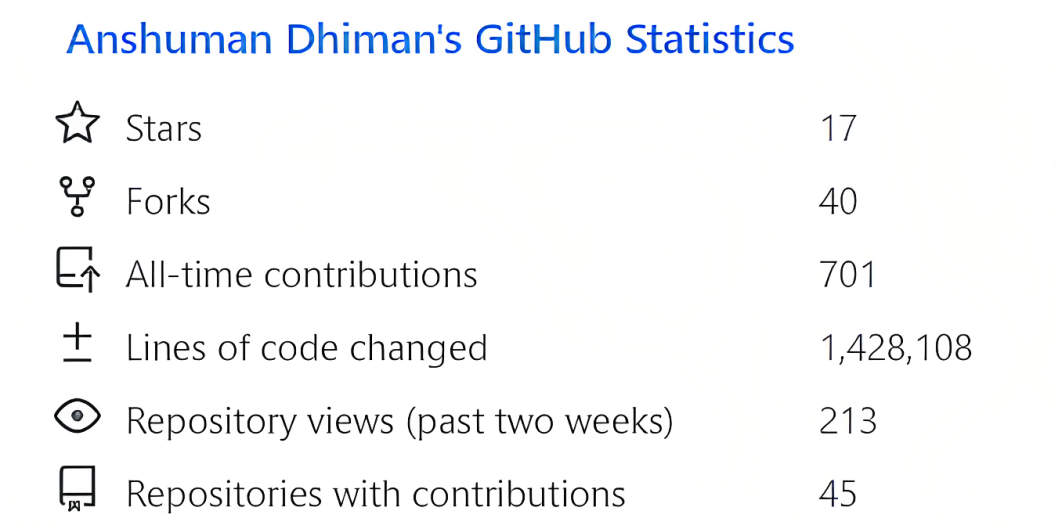 Anshuman Dhiman's GitHub Statistics
Stars 17
Forks 40
All-time contributions 701
Lines of code changed 1,428,108
Repository views (past two weeks) 213
Repositories with contributions 45